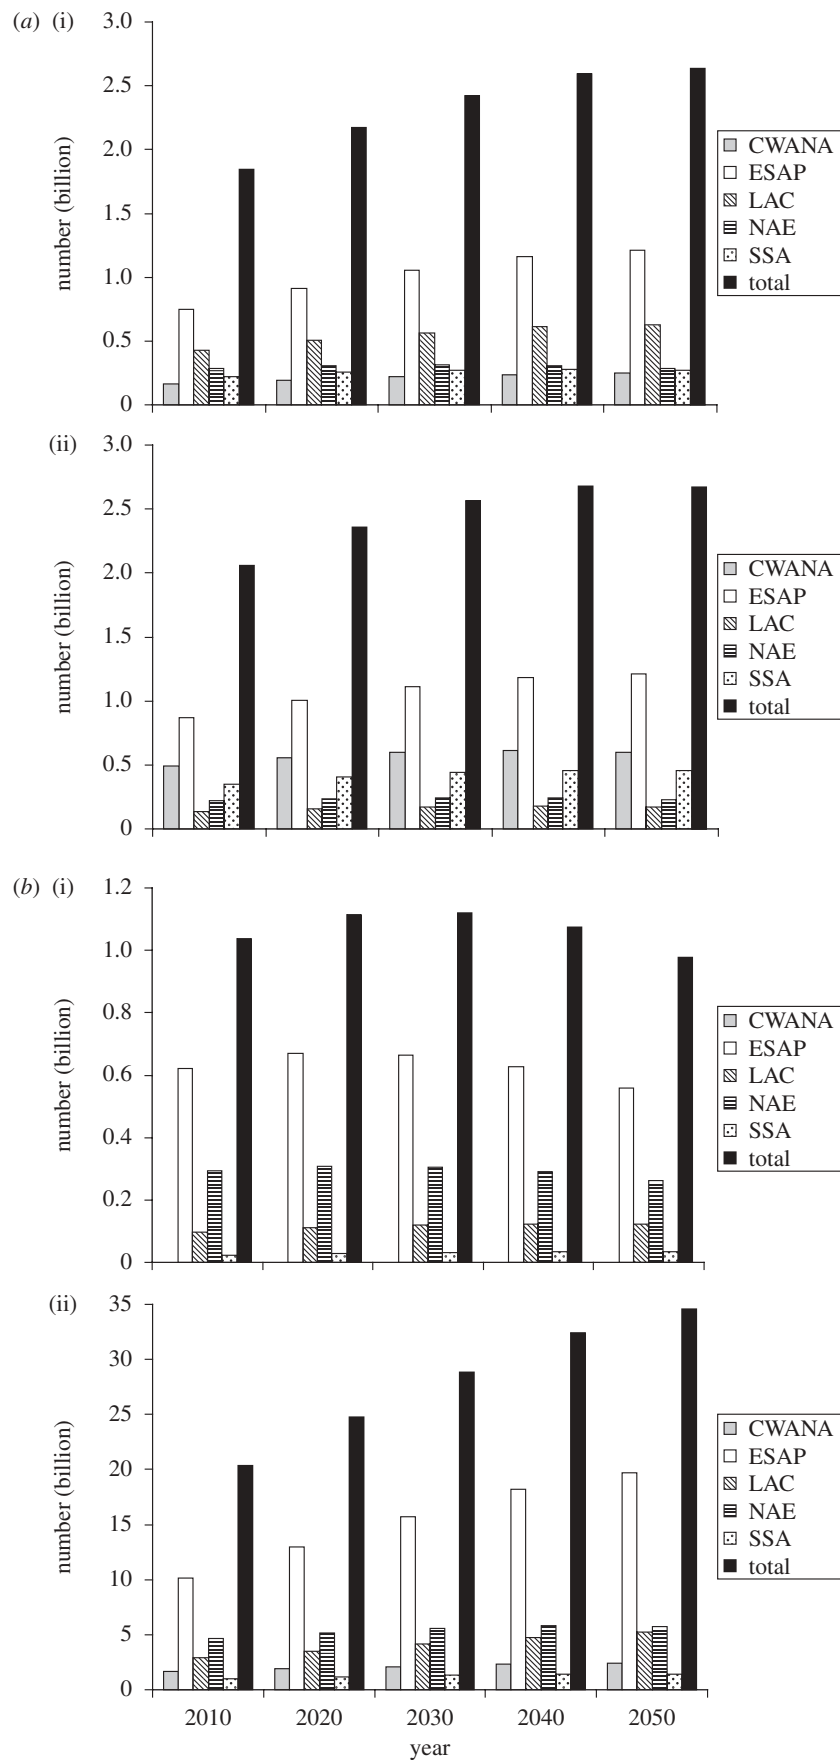 (a) (i)
3.0
2.5
2.0
1.5
1.0
0.5
0
number (billion)
CWANA
ESAP
LAC
NAE
SSA
total
(ii)
3.0
2.5
2.0
1.5
1.0
0.5
0
number (billion)
CWANA
ESAP
LAC
NAE
SSA
total
(b) (i)
1.2
1.0
0.8
0.6
0.4
0.2
0
number (billion)
CWANA
ESAP
LAC
NAE
SSA
total
(ii)
35
30
25
20
15
10
5
0
number (billion)
CWANA
ESAP
LAC
NAE
SSA
total
2010 2020 2030 2040 2050
year